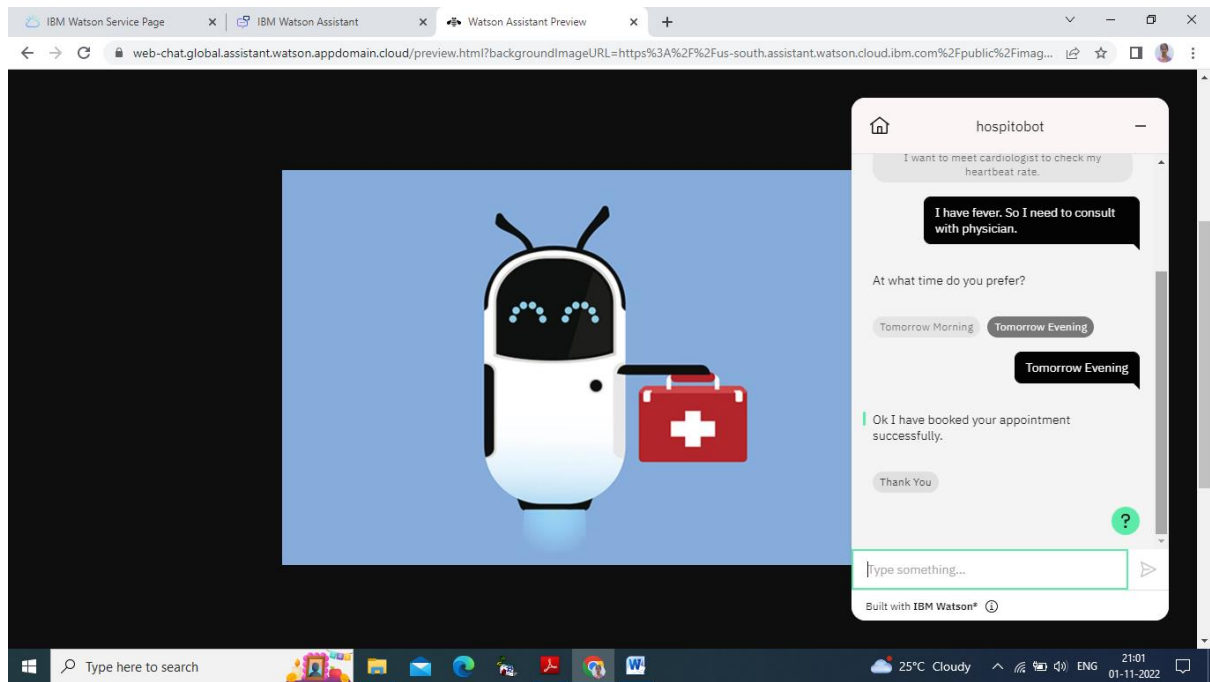 IBM Watson Service Page
IBM Watson Assistant
Watson Assistant Preview
web-chat.global.assistant.watson.appdomain.cloud/preview.html?backgroundImageURL=https%3A%2F%2Fus-south.assistant.watson.cloud.ibm.com%2Fpublic%2Fimag...
hospitobot
I want to meet cardiologist to check my
heartbeat rate.
I have fever. So I need to consult
with physician.
At what time do you prefer?
Tomorrow Morning Tomorrow Evening
Tomorrow Evening
Ok I have booked your appointment
successfully.
Thank You
?
Type something...
Built with IBM Watson®
Type here to search
25°C Cloudy
ENG
21:01
01-11-2022